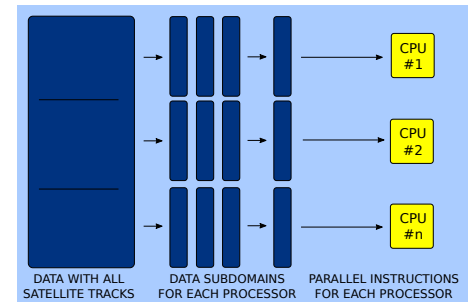 CPU
#1
CPU
#2
CPU
#n
DATA WITH ALL
SATELLITE TRACKS
DATA SUBDOMAINS
FOR EACH PROCESSOR
PARALLEL INSTRUCTIONS
FOR EACH PROCESSOR